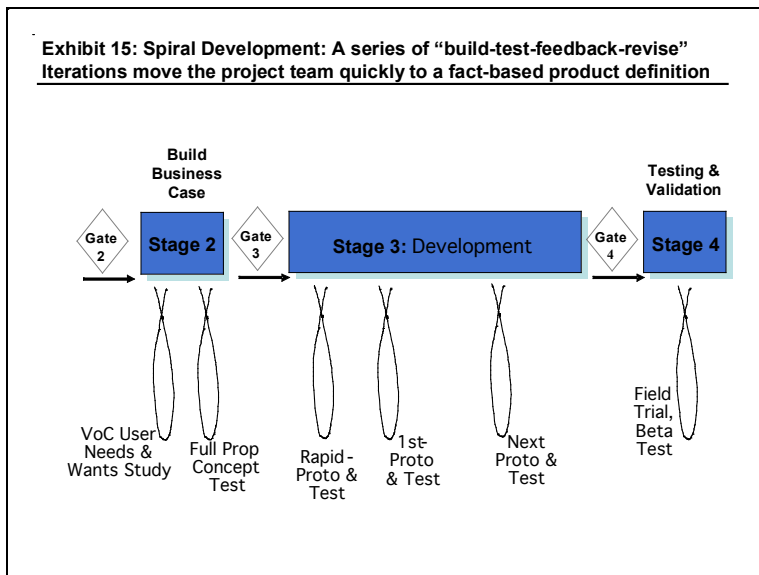 Exhibit 15: Spiral Development: A series of “build-test-feedback-revise”
Iterations move the project team quickly to a fact-based product definition
Build
Business
Case
Testing &
Validation
Gate
2
Stage 2
Gate
3
Stage 3: Development
Gate
4
Stage 4
VoC User
Needs &
Wants Study
Full Prop
Concept
Test
Rapid-
Proto &
Test
1st-
Proto
& Test
Next
Proto &
Test
Field
Trial,
Beta
Test